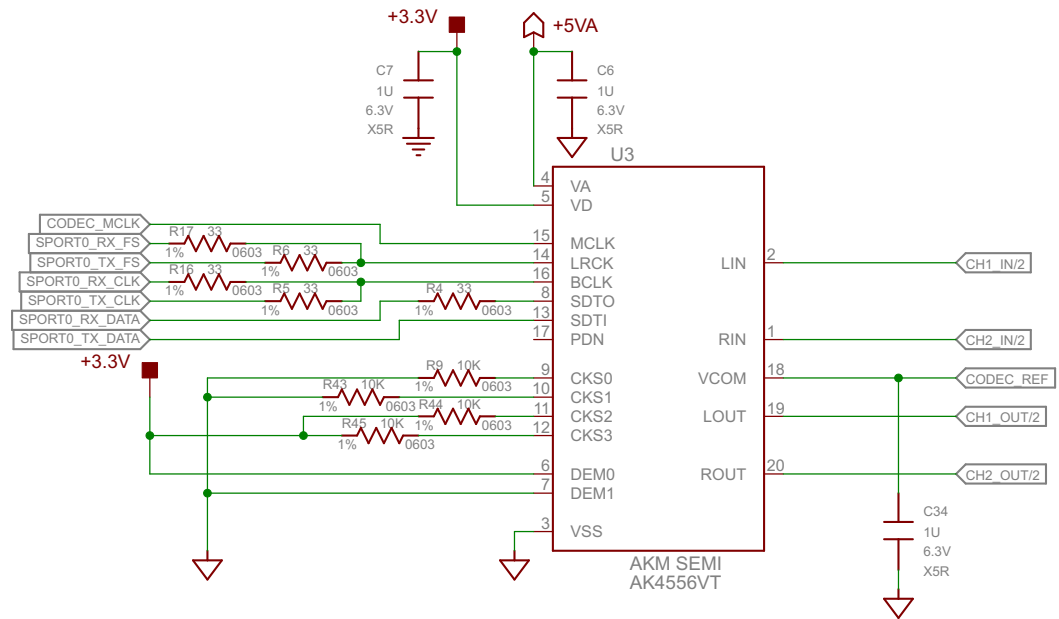 +3.3V
+5VA
C7
1U
6.3V
X5R
C6
1U
6.3V
X5R
U3
4 VA
5 VD
CODEC_MCLK
15 MCLK
SPORT0_RX_FS
R17 33
1% 0603
14 LRCK
SPORT0_TX_FS
R6 33
1% 0603
16 BCLK
SPORT0_RX_CLK
R16 33
1% 0603
SPORT0_TX_CLK
R5 33
1% 0603
8 SDTO
SPORT0_RX_DATA
R4 33
1% 0603
13 SDTI
SPORT0_TX_DATA
17 PDN
+3.3V
R9 10K
1% 0603
9 CKS0
R43 10K
1% 0603
10 CKS1
R44 10K
1% 0603
11 CKS2
R45 10K
1% 0603
12 CKS3
6 DEM0
7 DEM1
3 VSS
LIN 2
CH1_IN/2
RIN 1
CH2_IN/2
VCOM 18
CODEC_REF
LOUT 19
CH1_OUT/2
ROUT 20
CH2_OUT/2
C34
1U
6.3V
X5R
AKM SEMI
AK4556VT